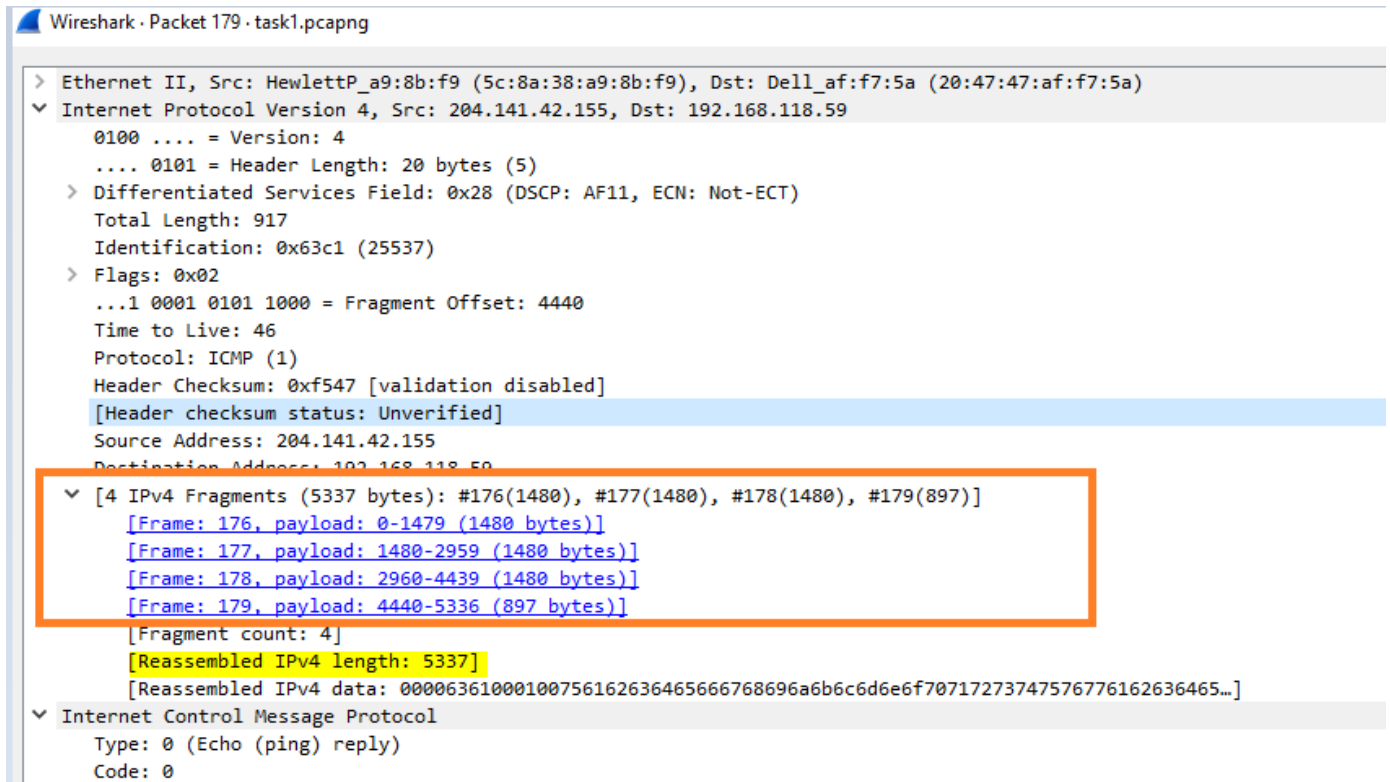 Wireshark · Packet 179 · task1.pcapng
> Ethernet II, Src: HewlettP_a9:8b:f9 (5c:8a:38:a9:8b:f9), Dst: Dell_af:f7:5a (20:47:47:af:f7:5a)
Internet Protocol Version 4, Src: 204.141.42.155, Dst: 192.168.118.59
0100 .... = Version: 4
.... 0101 = Header Length: 20 bytes (5)
> Differentiated Services Field: 0x28 (DSCP: AF11, ECN: Not-ECT)
Total Length: 917
Identification: 0x63c1 (25537)
> Flags: 0x02
...1 0001 0101 1000 = Fragment Offset: 4440
Time to Live: 46
Protocol: ICMP (1)
Header Checksum: 0xf547 [validation disabled]
[Header checksum status: Unverified]
Source Address: 204.141.42.155
Destination Address: 192.168.118.59
[4 IPv4 Fragments (5337 bytes): #176(1480), #177(1480), #178(1480), #179(897)]
[Frame: 176, payload: 0-1479 (1480 bytes)]
[Frame: 177, payload: 1480-2959 (1480 bytes)]
[Frame: 178, payload: 2960-4439 (1480 bytes)]
[Frame: 179, payload: 4440-5336 (897 bytes)]
[Fragment count: 4]
[Reassembled IPv4 length: 5337]
[Reassembled IPv4 data: 00006361000100756162636465666768696a6b6c6d6e6f7071727374757677616263646​5…]
Internet Control Message Protocol
Type: 0 (Echo (ping) reply)
Code: 0